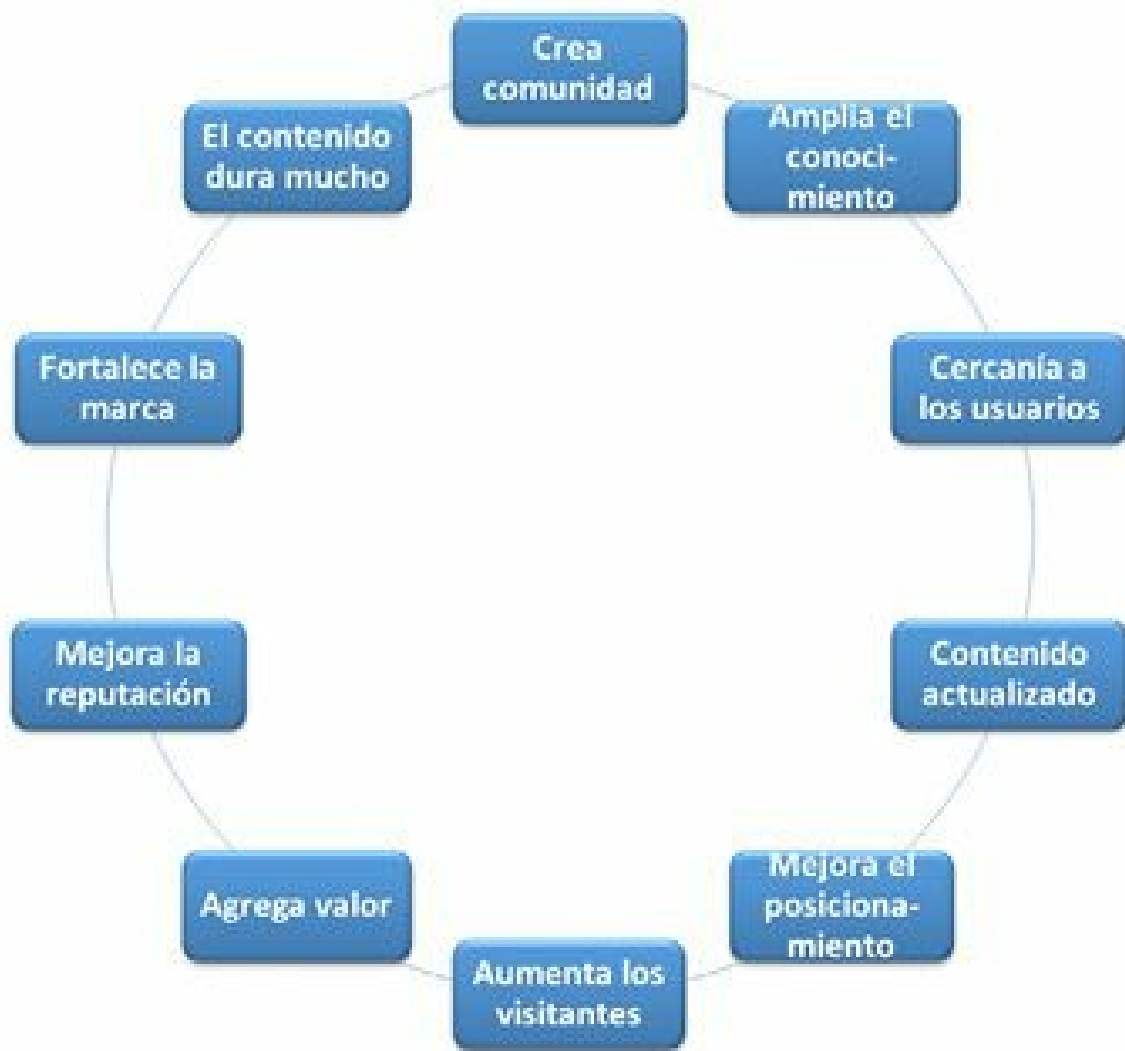 Crea
comunidad
Amplia el
conoci-
miento
Cercanía a
los usuarios
Contenido
actualizado
Mejora el
posiciona-
miento
Aumenta los
visitantes
Agrega valor
Mejora la
reputación
Fortalece la
marca
El contenido
dura mucho